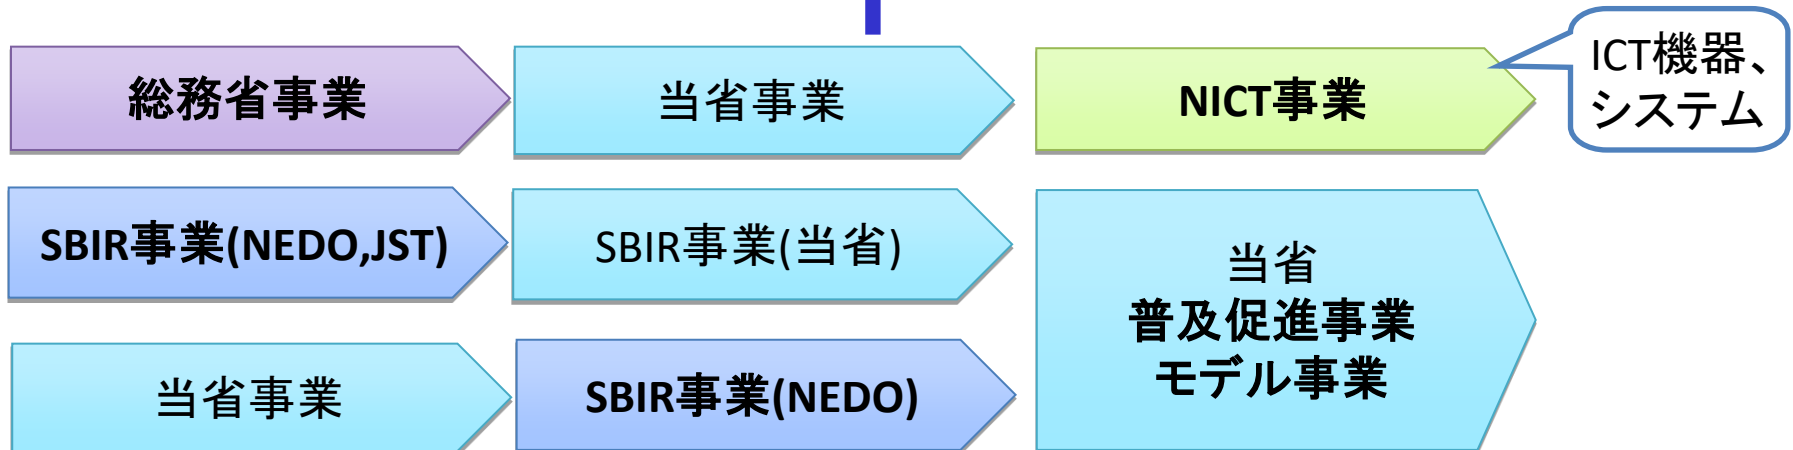 総務省事業
当省事業
NICT事業
ICT機器、
システム
SBIR事業(NEDO,JST)
SBIR事業(当省)
当省
普及促進事業
モデル事業
当省事業
SBIR事業(NEDO)